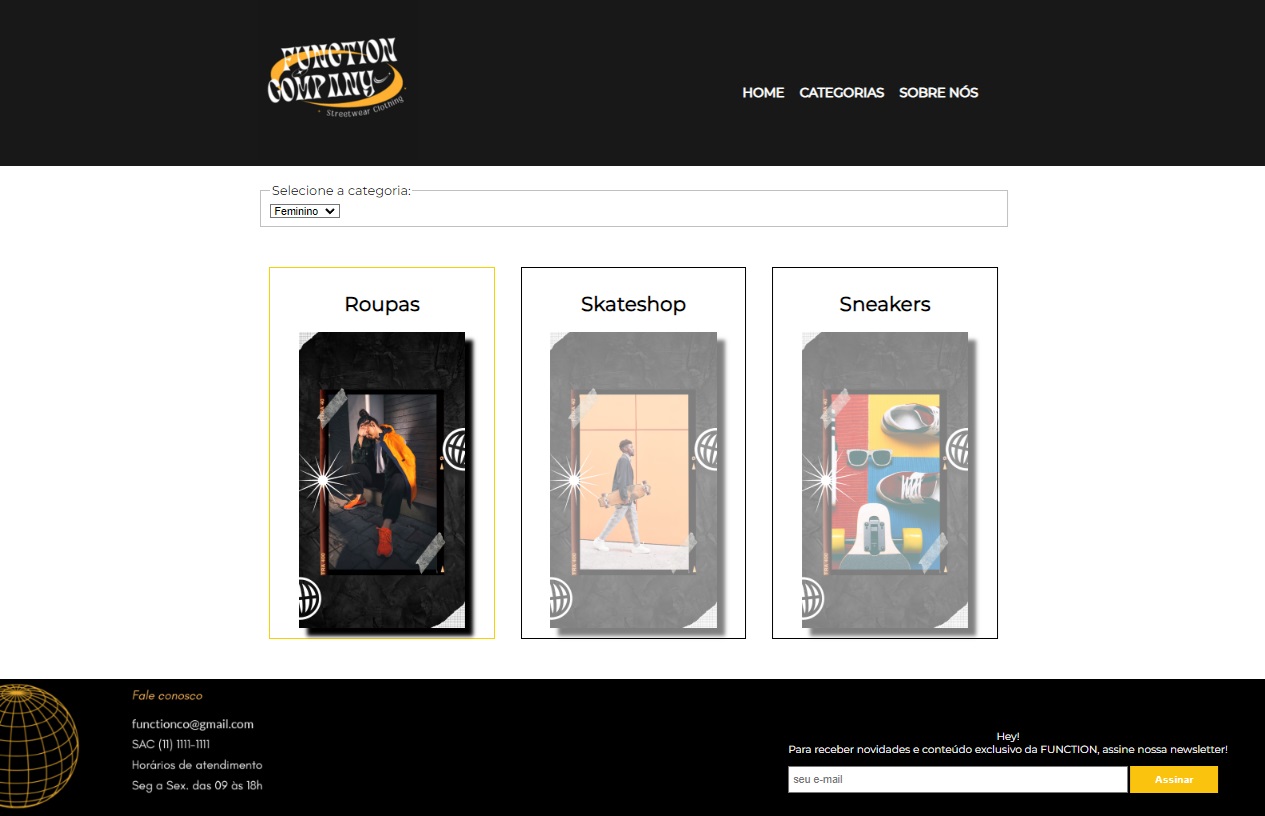 FUNCTION
COMPANY
Streetwear Clothing
HOME CATEGORIAS SOBRE NÓS
Selecione a categoria:
Feminino
Roupas Skateshop Sneakers
Fale conosco
functionco@gmail.com
SAC (11) 1111-1111
Horários de atendimento
Seg a Sex. das 09 às 18h
Hey!
Para receber novidades e conteúdo exclusivo da FUNCTION, assine nossa newsletter!
seu e-mail Assinar